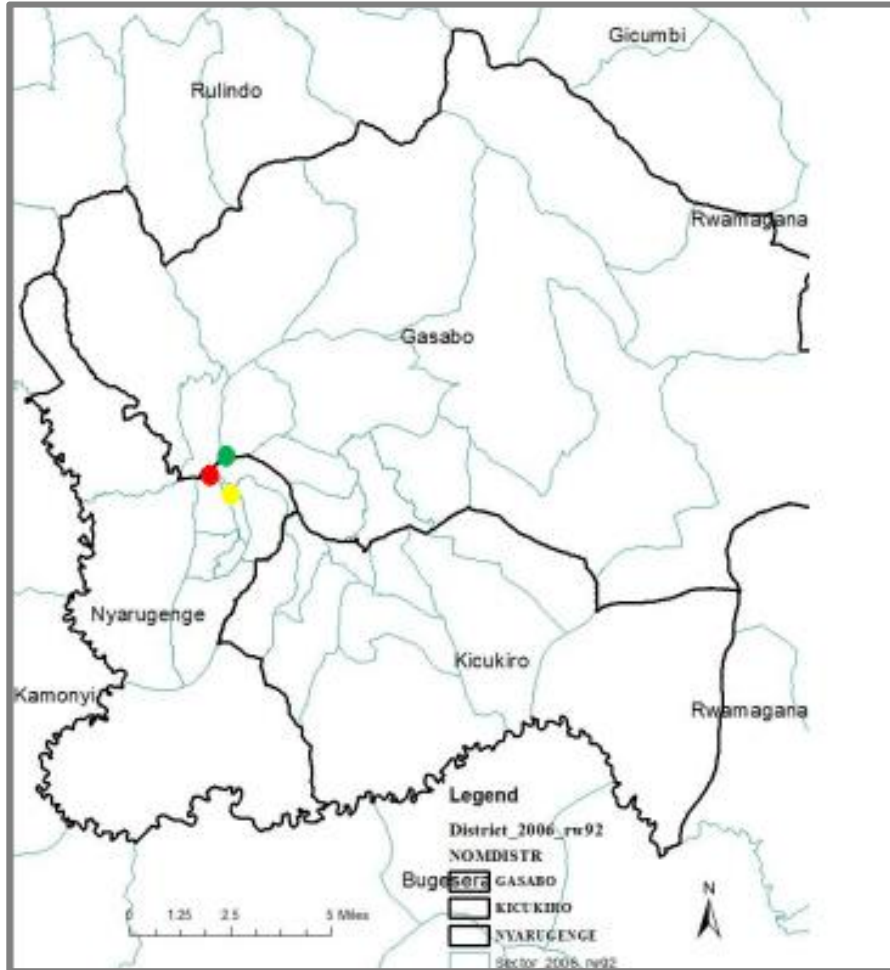 Gicumbi
Rulindo
Rwamagana
Gasabo
Nyarugenge
Kicukiro
Kamonyi
Rwamagana
Legend
District_2006_rw92
NOMDISTR
Bugesera
GASABO
KICUKIRO
NYARUGENGE
Sector_2006_rw92
0 1.25 2.5 5 Miles
N